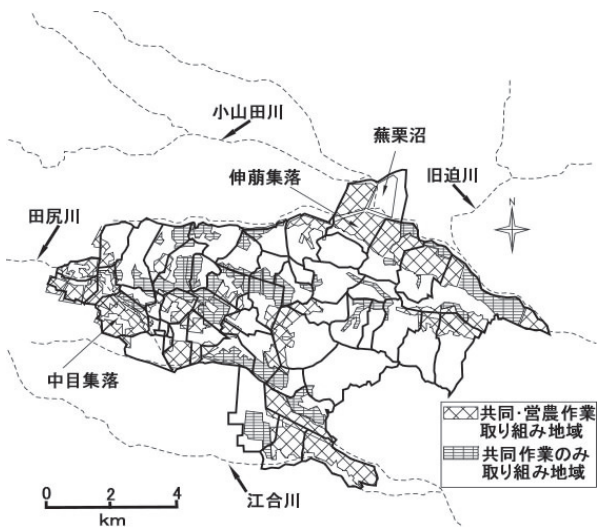 小山田川
蕪栗沼
伸萠集落
旧迫川
N
田尻川
中目集落
共同・営農作業
取り組み地域
共同作業のみ
取り組み地域
江合川
0 2 4
km